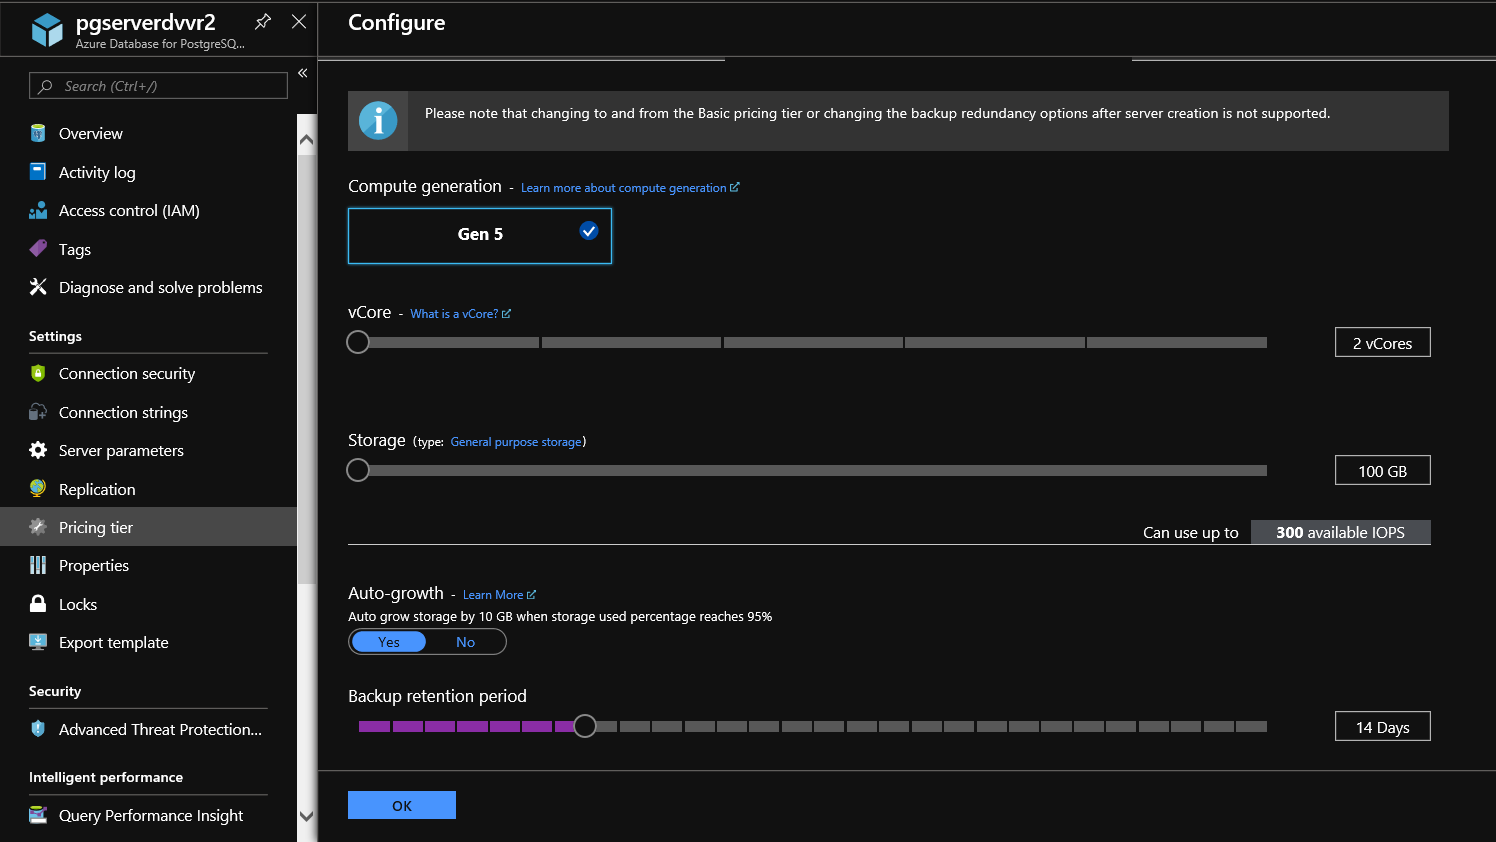 pgserverdvvr2
Azure Database for PostgreSQ...
Search (Ctrl+/)
Overview
Activity log
Access control (IAM)
Tags
Diagnose and solve problems
Settings
Connection security
Connection strings
Server parameters
Replication
Pricing tier
Properties
Locks
Export template
Security
Advanced Threat Protection...
Intelligent performance
Query Performance Insight
Configure
Please note that changing to and from the Basic pricing tier or changing the backup redundancy options after server creation is not supported.
Compute generation - Learn more about compute generation
Gen 5
vCore - What is a vCore?
2 vCores
Storage (type: General purpose storage)
100 GB
Can use up to 300 available IOPS
Auto-growth - Learn More
Auto grow storage by 10 GB when storage used percentage reaches 95%
Yes No
Backup retention period
14 Days
OK